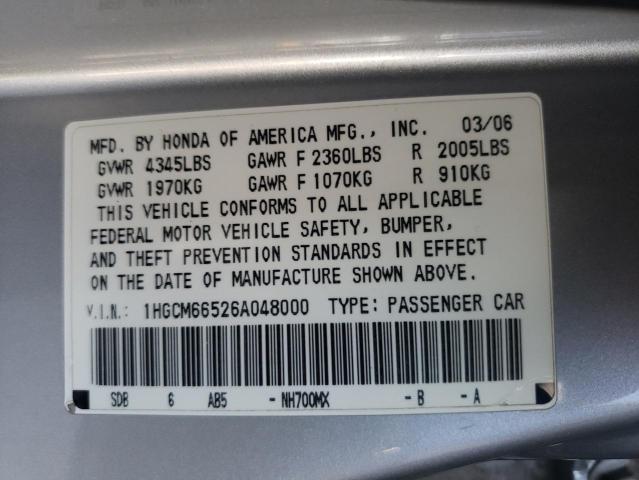 MFD. BY HONDA OF AMERICA MFG., INC. 03/06
GVWR 4345LBS GAWR F 2360LBS R 2005LBS
GVWR 1970KG GAWR F 1070KG R 910KG
THIS VEHICLE CONFORMS TO ALL APPLICABLE
FEDERAL MOTOR VEHICLE SAFETY, BUMPER,
AND THEFT PREVENTION STANDARDS IN EFFECT
ON THE DATE OF MANUFACTURE SHOWN ABOVE.
V.I.N.: 1HGCM66526A048000 TYPE: PASSENGER CAR
SDB 6 AB5 - NH700MX - B - A